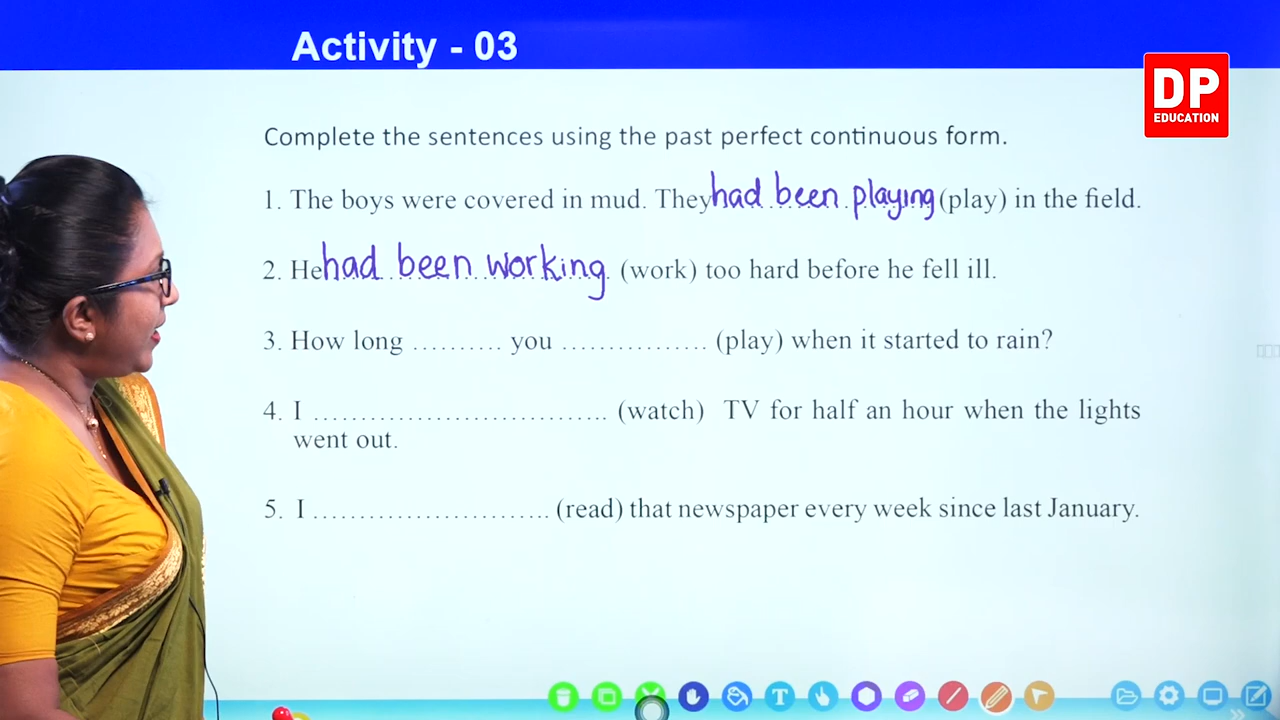 Activity - 03
DP
EDUCATION
Complete the sentences using the past perfect continuous form.
1. The boys were covered in mud. They had been playing (play) in the field.
2. He had been working (work) too hard before he fell ill.
3. How long .......... you ................ (play) when it started to rain?
4. I ................................ (watch) TV for half an hour when the lights
went out.
5. I .......................... (read) that newspaper every week since last January.
T